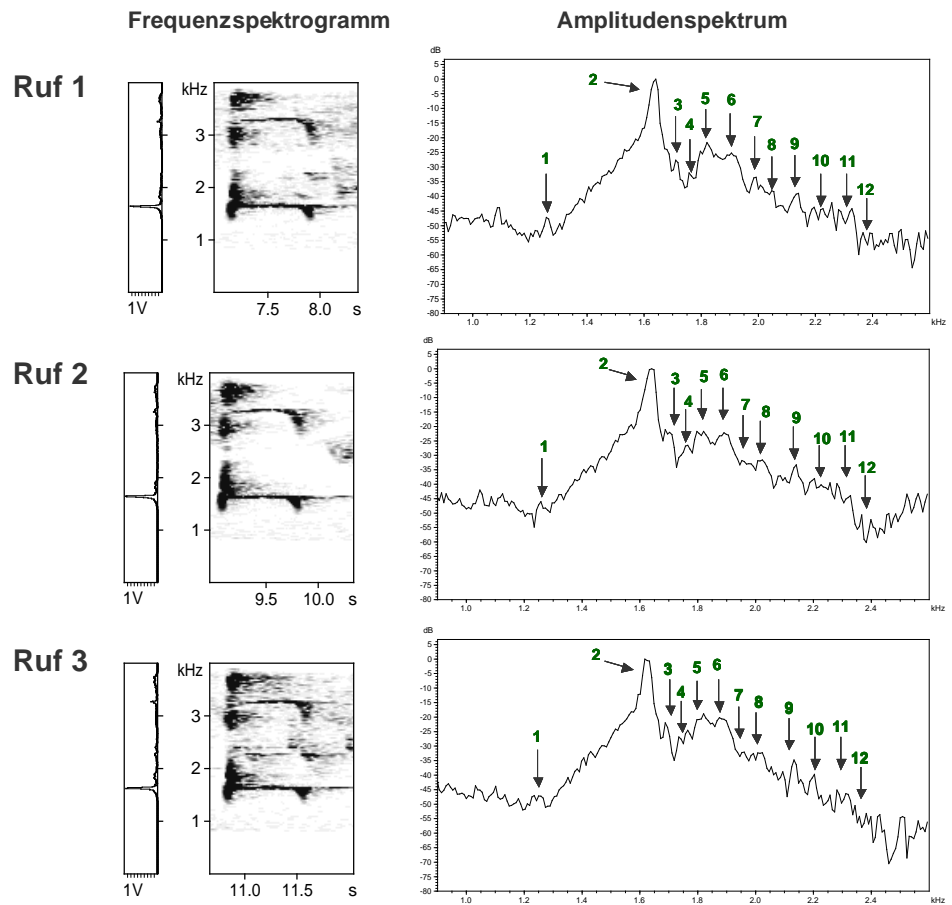 Frequenzspektrogramm Amplitudenspektrum
Ruf 1
kHz
3
2
1
1V
7.5 8.0 s
dB
5
0
-5
-10
-15
-20
-25
-30
-35
-40
-45
-50
-55
-60
-65
-70
-75
-80
1 2 3 4 5 6 7 8 9 10 11 12
1.0 1.2 1.4 1.6 1.8 2.0 2.2 2.4 kHz
Ruf 2
kHz
3
2
1
1V
9.5 10.0 s
dB
5
0
-5
-10
-15
-20
-25
-30
-35
-40
-45
-50
-55
-60
-65
-70
-75
-80
1 2 3 4 5 6 7 8 9 10 11 12
1.0 1.2 1.4 1.6 1.8 2.0 2.2 2.4 kHz
Ruf 3
kHz
3
2
1
1V
11.0 11.5 s
dB
5
0
-5
-10
-15
-20
-25
-30
-35
-40
-45
-50
-55
-60
-65
-70
-75
-80
1 2 3 4 5 6 7 8 9 10 11 12
1.0 1.2 1.4 1.6 1.8 2.0 2.2 2.4 kHz